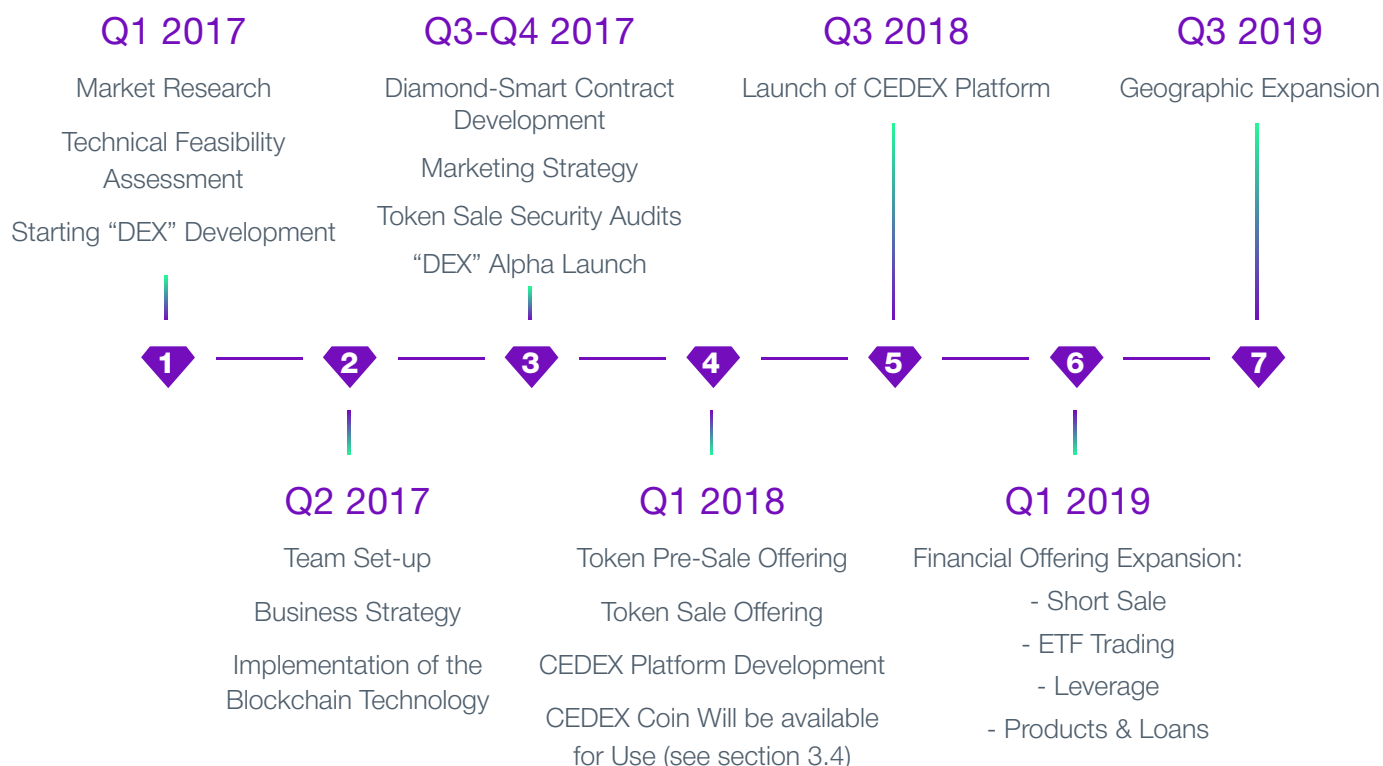 Q1 2017
Market Research
Technical Feasibility
Assessment
Starting “DEX” Development
Q3-Q4 2017
Diamond-Smart Contract
Development
Marketing Strategy
Token Sale Security Audits
“DEX” Alpha Launch
Q3 2018
Launch of CEDEX Platform
Q3 2019
Geographic Expansion
1
2
3
4
5
6
7
Q2 2017
Team Set-up
Business Strategy
Implementation of the
Blockchain Technology
Q1 2018
Token Pre-Sale Offering
Token Sale Offering
CEDEX Platform Development
CEDEX Coin Will be available
for Use (see section 3.4)
Q1 2019
Financial Offering Expansion:
- Short Sale
- ETF Trading
- Leverage
- Products & Loans